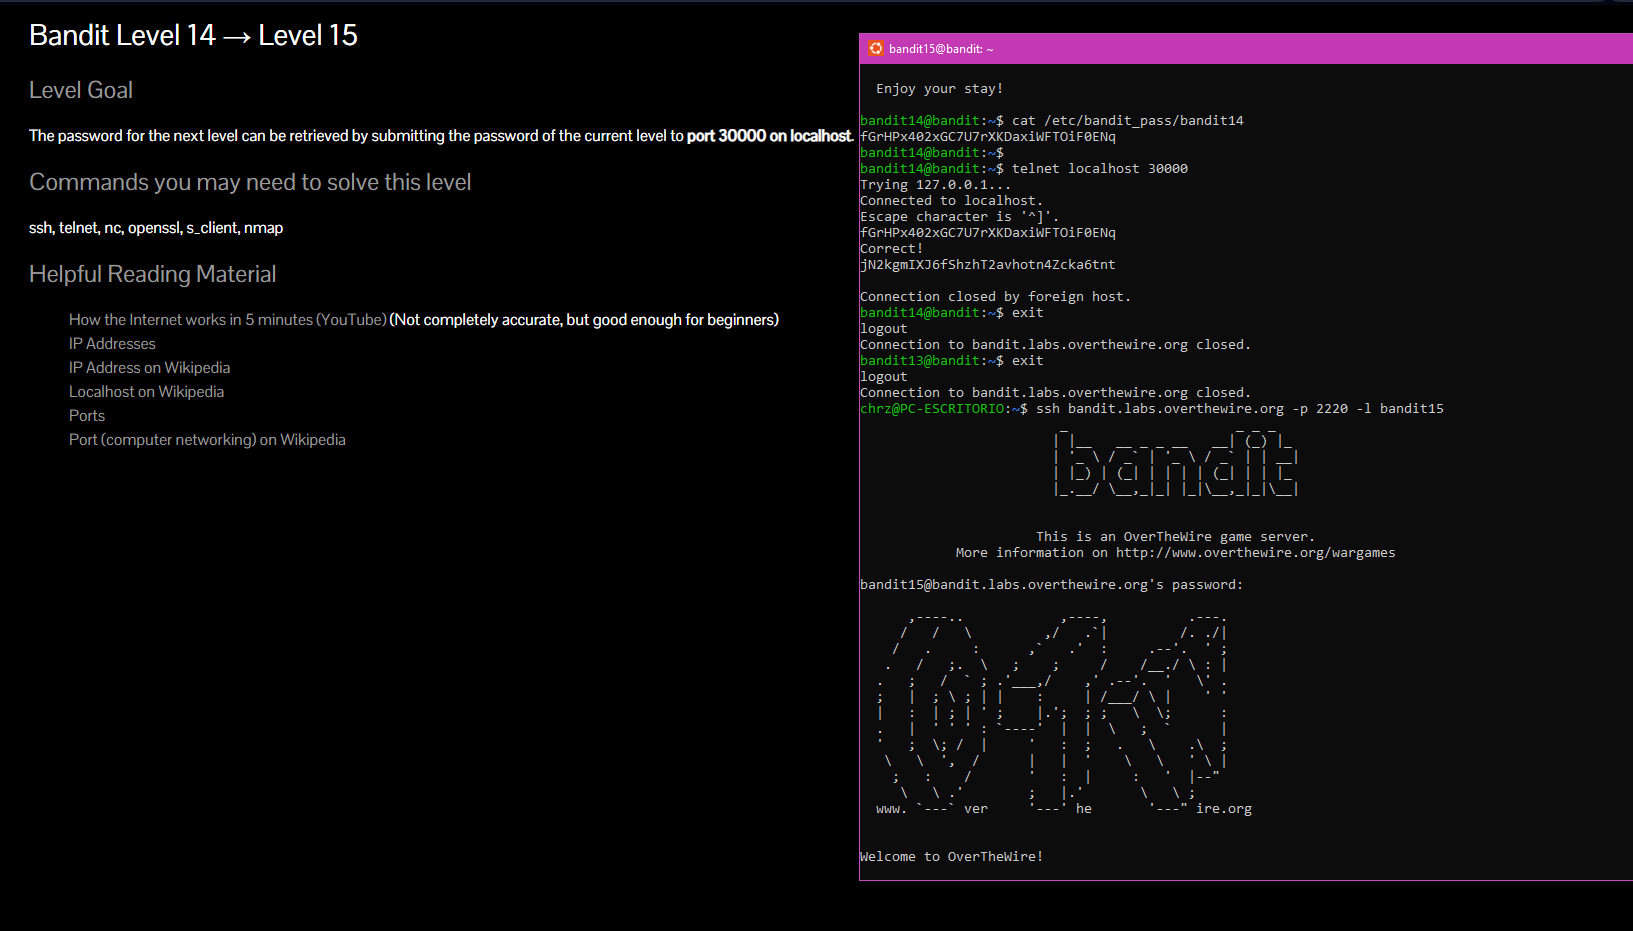 Bandit Level 14 → Level 15
Level Goal
The password for the next level can be retrieved by submitting the password of the current level to port 30000 on localhost.
Commands you may need to solve this level
ssh, telnet, nc, openssl, s_client, nmap
Helpful Reading Material
How the Internet works in 5 minutes (YouTube) (Not completely accurate, but good enough for beginners)
IP Addresses
IP Address on Wikipedia
Localhost on Wikipedia
Ports
Port (computer networking) on Wikipedia
bandit15@bandit: ~
Enjoy your stay!
bandit14@bandit:~$ cat /etc/bandit_pass/bandit14
fGrHPx402xGC7U7rXKDaxiWFTOiF0ENq
bandit14@bandit:~$
bandit14@bandit:~$ telnet localhost 30000
Trying 127.0.0.1...
Connected to localhost.
Escape character is '^]'.
fGrHPx402xGC7U7rXKDaxiWFTOiF0ENq
Correct!
jN2kgmIXJ6fShzhT2avhotn4Zcka6tnt
Connection closed by foreign host.
bandit14@bandit:~$ exit
logout
Connection to bandit.labs.overthewire.org closed.
bandit13@bandit:~$ exit
logout
Connection to bandit.labs.overthewire.org closed.
chrz@PC-ESCRITORIO:~$ ssh bandit.labs.overthewire.org -p 2220 -l bandit15
bandit
This is an OverTheWire game server.
More information on http://www.overthewire.org/wargames
bandit15@bandit.labs.overthewire.org's password:
www. ver he ire.org
Welcome to OverTheWire!